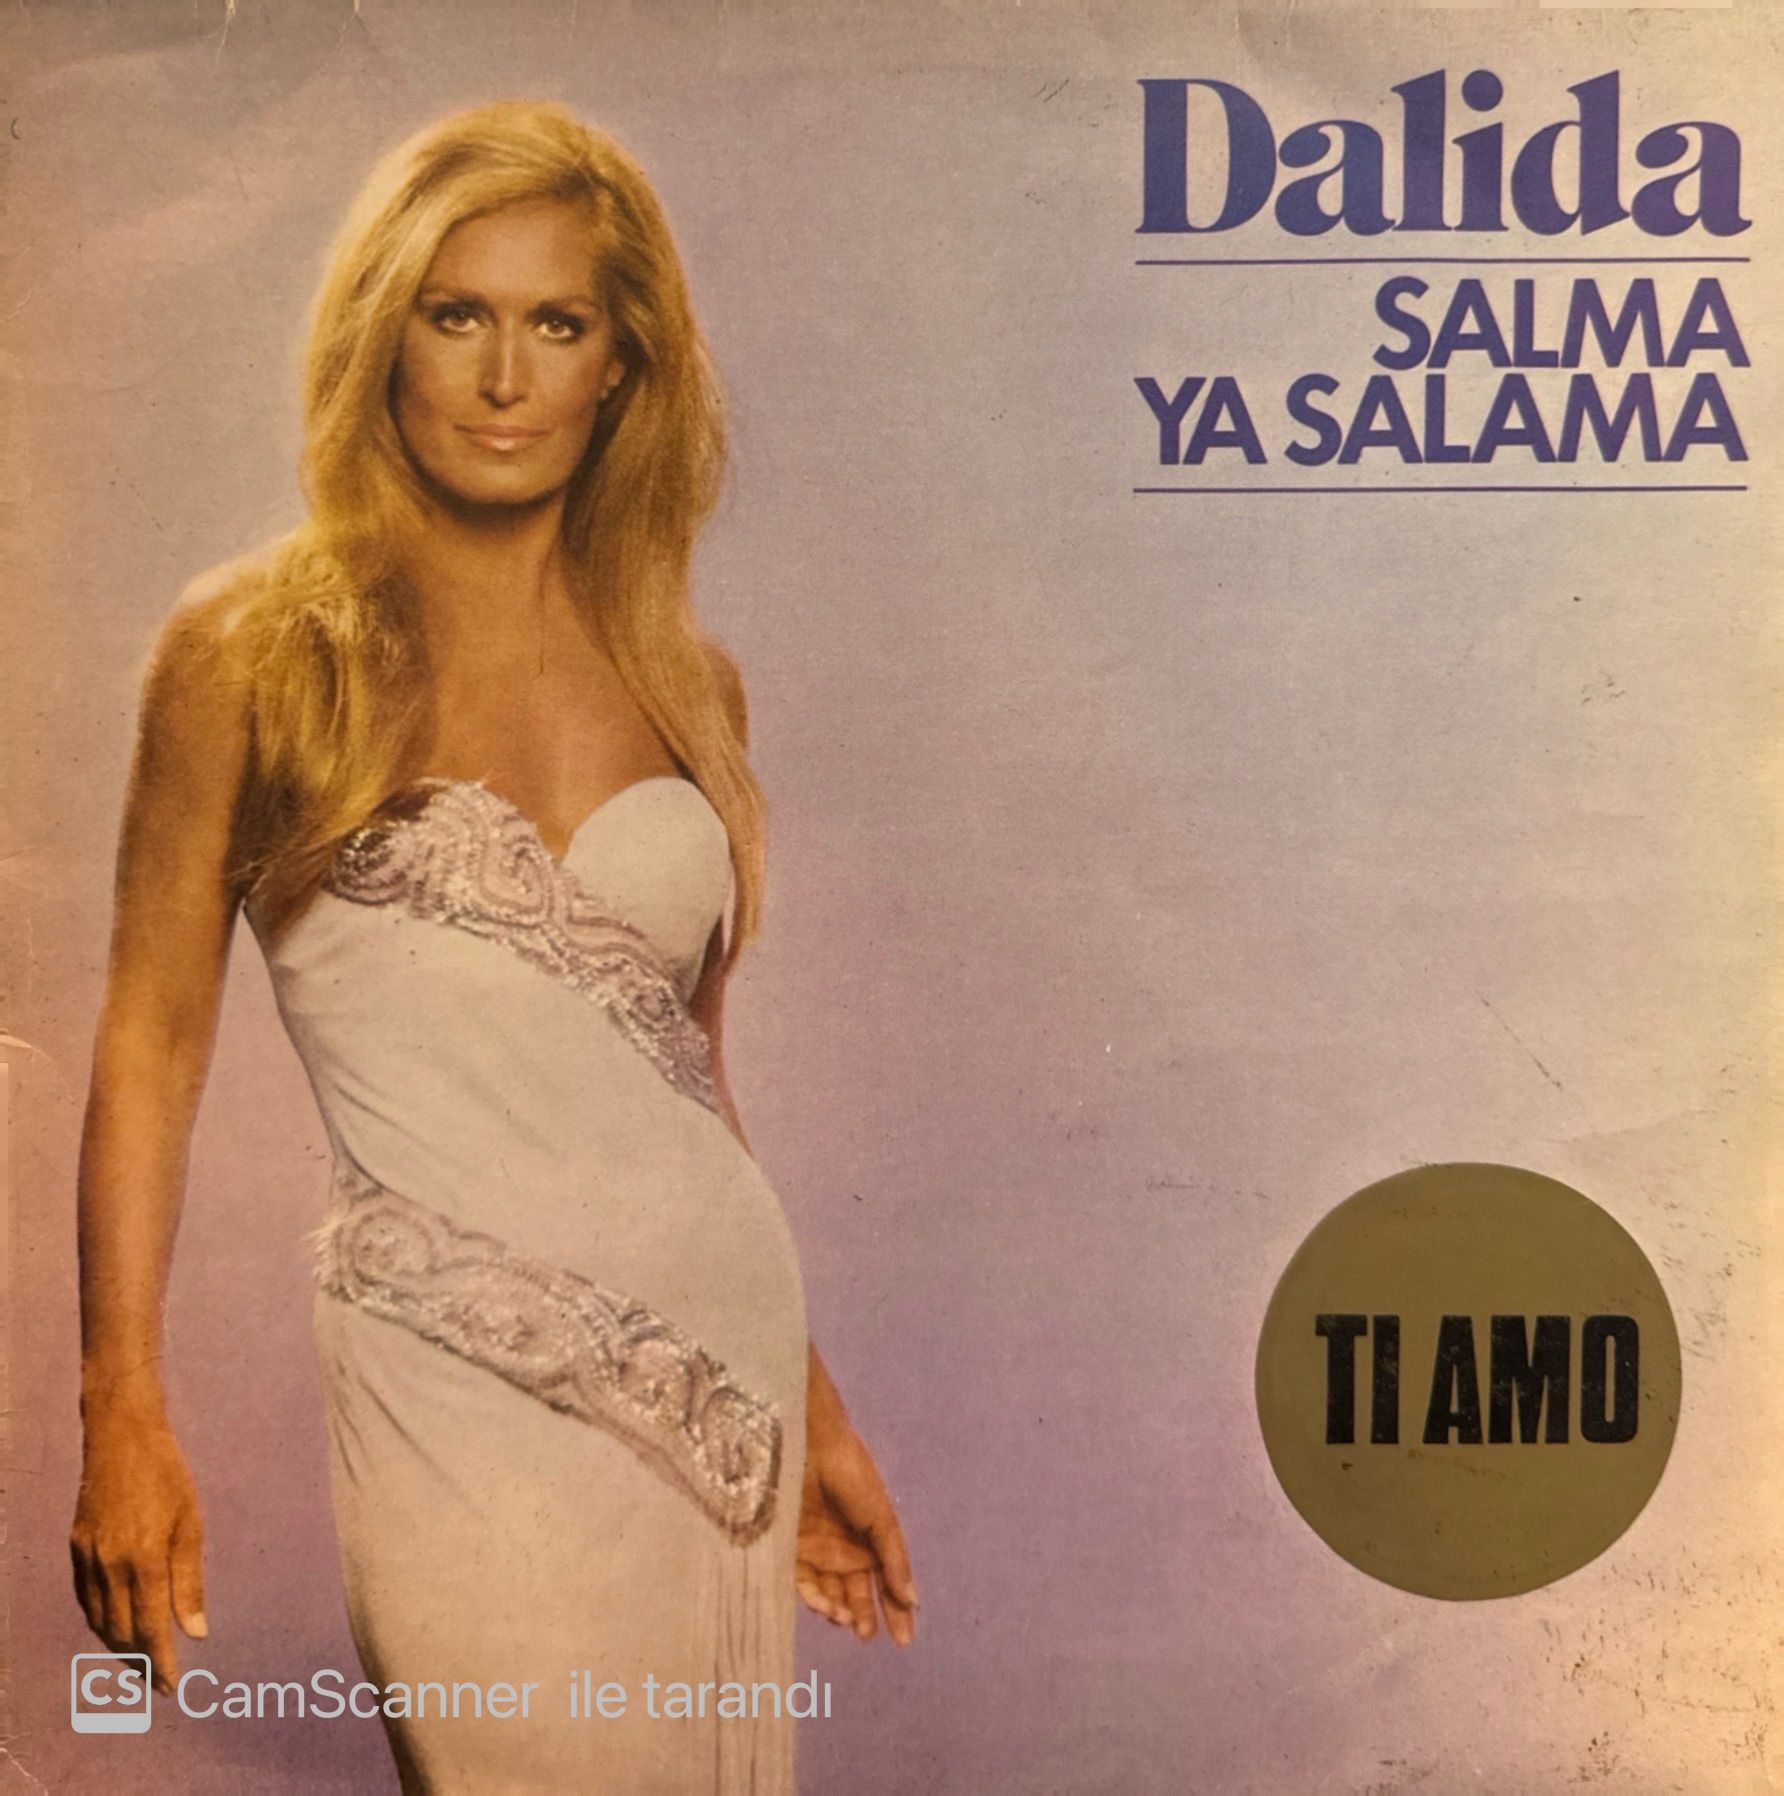 Dalida
SALMA
YA SALAMA
TI AMO
CS CamScanner ile tarandı